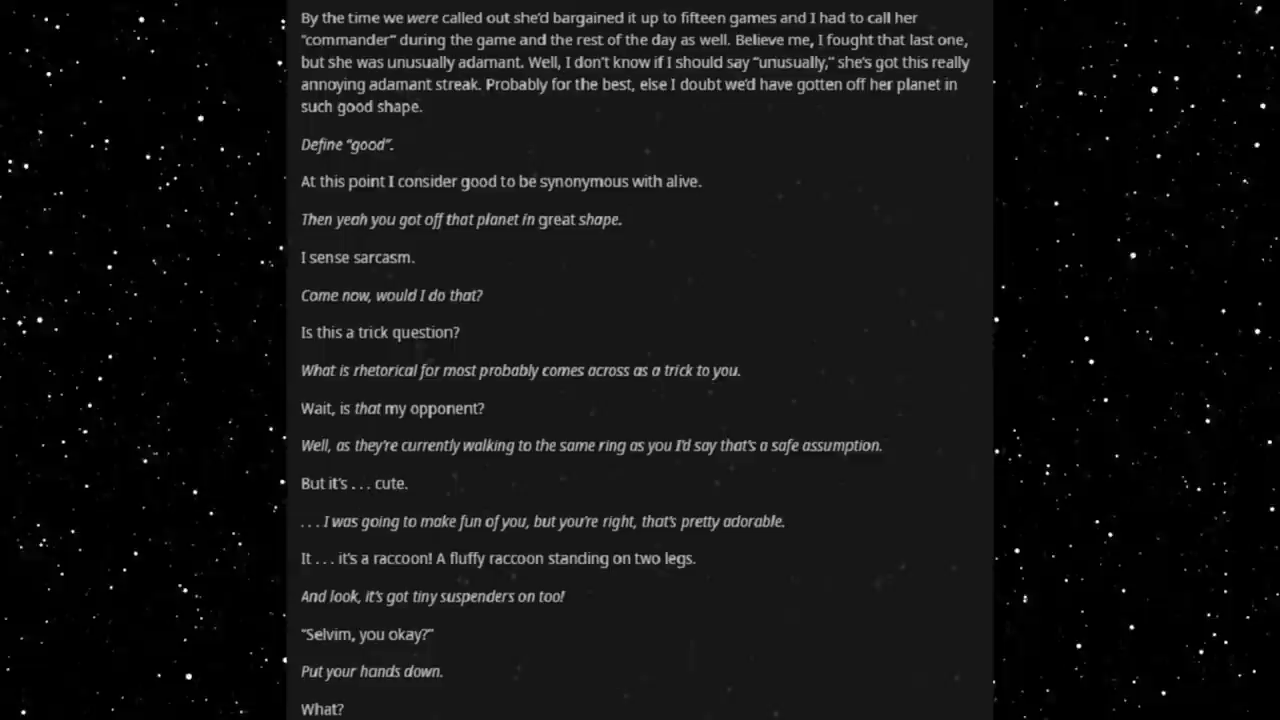 By the time we were called out she'd bargained it up to fifteen games and I had to call her
“commander” during the game and the rest of the day as well. Believe me, I fought that last one,
but she was unusually adamant. Well, I don't know if I should say “unusually,” she's got this really
annoying adamant streak. Probably for the best, else I doubt we'd have gotten off her planet in
such good shape.
Define “good”.
At this point I consider good to be synonymous with alive.
Then yeah you got off that planet in great shape.
I sense sarcasm.
Come now, would I do that?
Is this a trick question?
What is rhetorical for most probably comes across as a trick to you.
Wait, is that my opponent?
Well, as they're currently walking to the same ring as you I'd say that's a safe assumption.
But it's . . . cute.
. . . I was going to make fun of you, but you're right, that's pretty adorable.
It . . . it's a raccoon! A fluffy raccoon standing on two legs.
And look, it's got tiny suspenders on too!
“Selvim, you okay?”
Put your hands down.
What?